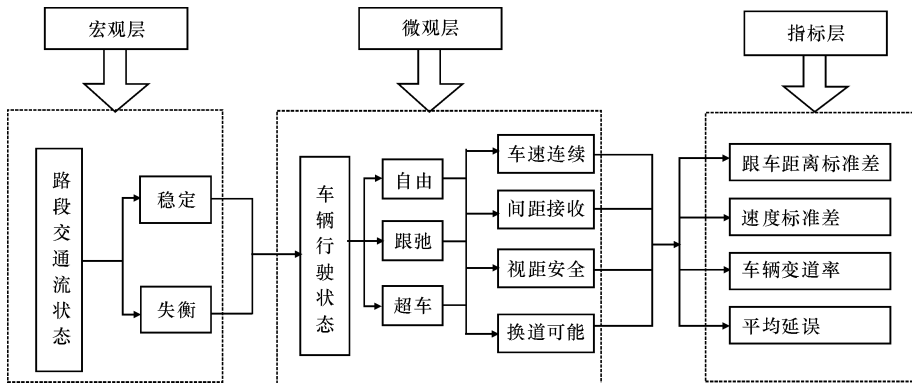 宏观层
微观层
指标层
路段交通流状态
稳定
失衡
车辆行驶状态
自由
跟弛
超车
车速连续
间距接收
视距安全
换道可能
跟车距离标准差
速度标准差
车辆变道率
平均延误